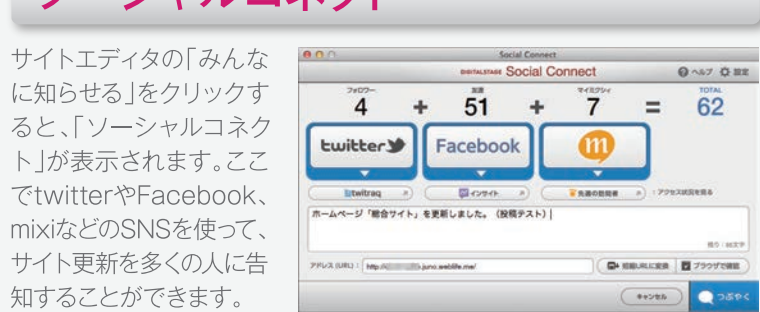 ソーシャルコネクト
サイトエディタの「みんな
に知らせる」をクリックす
ると、「ソーシャルコネク
ト」が表示されます。ここ
でtwitterやFacebook、
mixiなどのSNSを使って、
サイト更新を多くの人に告
知することができます。
Social Connect
DIGITALSTAGE Social Connect
ヘルプ 設定
フォロワー 友達 マイミクシィ TOTAL
4 + 51 + 7 = 62
twitter Facebook m
twitraq インサイト 先週の訪問者 :アクセス状況を見る
ホームページ「総合サイト」を更新しました。(投稿テスト)
アドレス (URL) : http:// .juno.weblife.me/ 短縮URLに変換 ブラウザで確認
キャンセル つぶやく